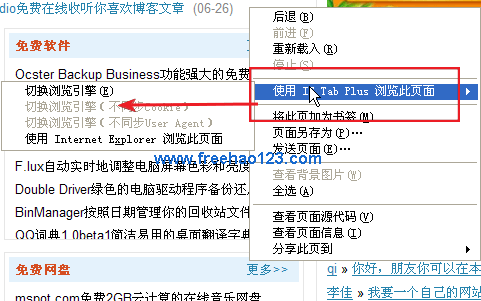 dio免费在线收听你喜欢博客文章 (06-26)
免费软件
Ocster Backup Business功能强大的免费
F.lux自动实时地调整电脑屏幕色彩和亮
Double Driver绿色的电脑驱动程序备份还
BinManager按照日期管理你的回收站文件
QQ词典1.0beta1简洁易用的桌面翻译字典
免费网盘
更多>>
mspot.com免费2GB云计算的在线音乐网盘
切换浏览引擎(E)
切换浏览引擎(不同步Cookie)
切换浏览引擎(不同步User Agent)
使用 Internet Explorer 浏览此页面
www.freehao123.com
后退(B)
前进(F)
重新载入(R)
停止(S)
使用 IE Tab Plus 浏览此页面
将此页加为书签(M)
页面另存为(P)…
发送页面(E)…
查看背景图片(W)
全选(A)
查看页面源代码(V)
查看页面信息(I)
分享此页到
qi » 你好，朋友你可以在本
李佳 » 我要一个自己的网站